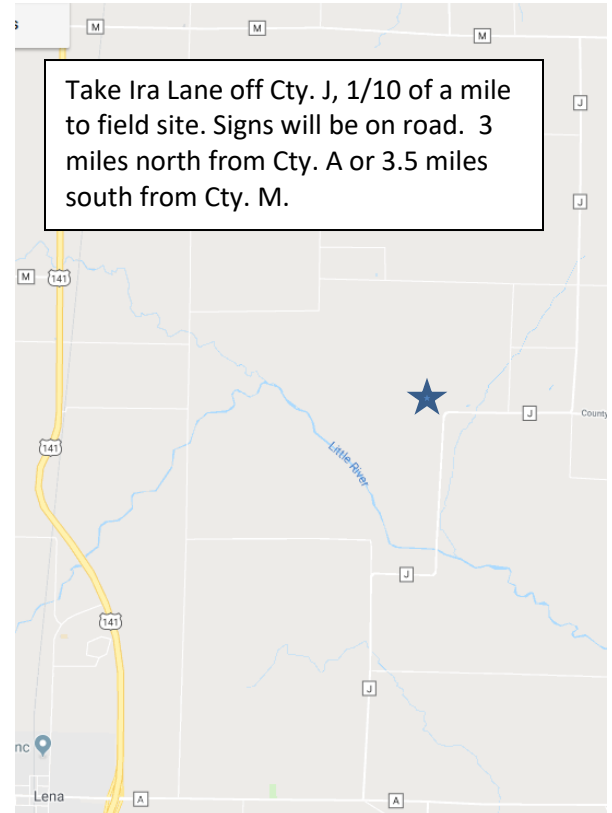 s
M
M
M
Take Ira Lane off Cty. J, 1/10 of a mile
to field site. Signs will be on road.  3
miles north from Cty. A or 3.5 miles
south from Cty. M.
J
J
M
141
J
County
141
Little River
J
141
J
nc
Lena
A
A